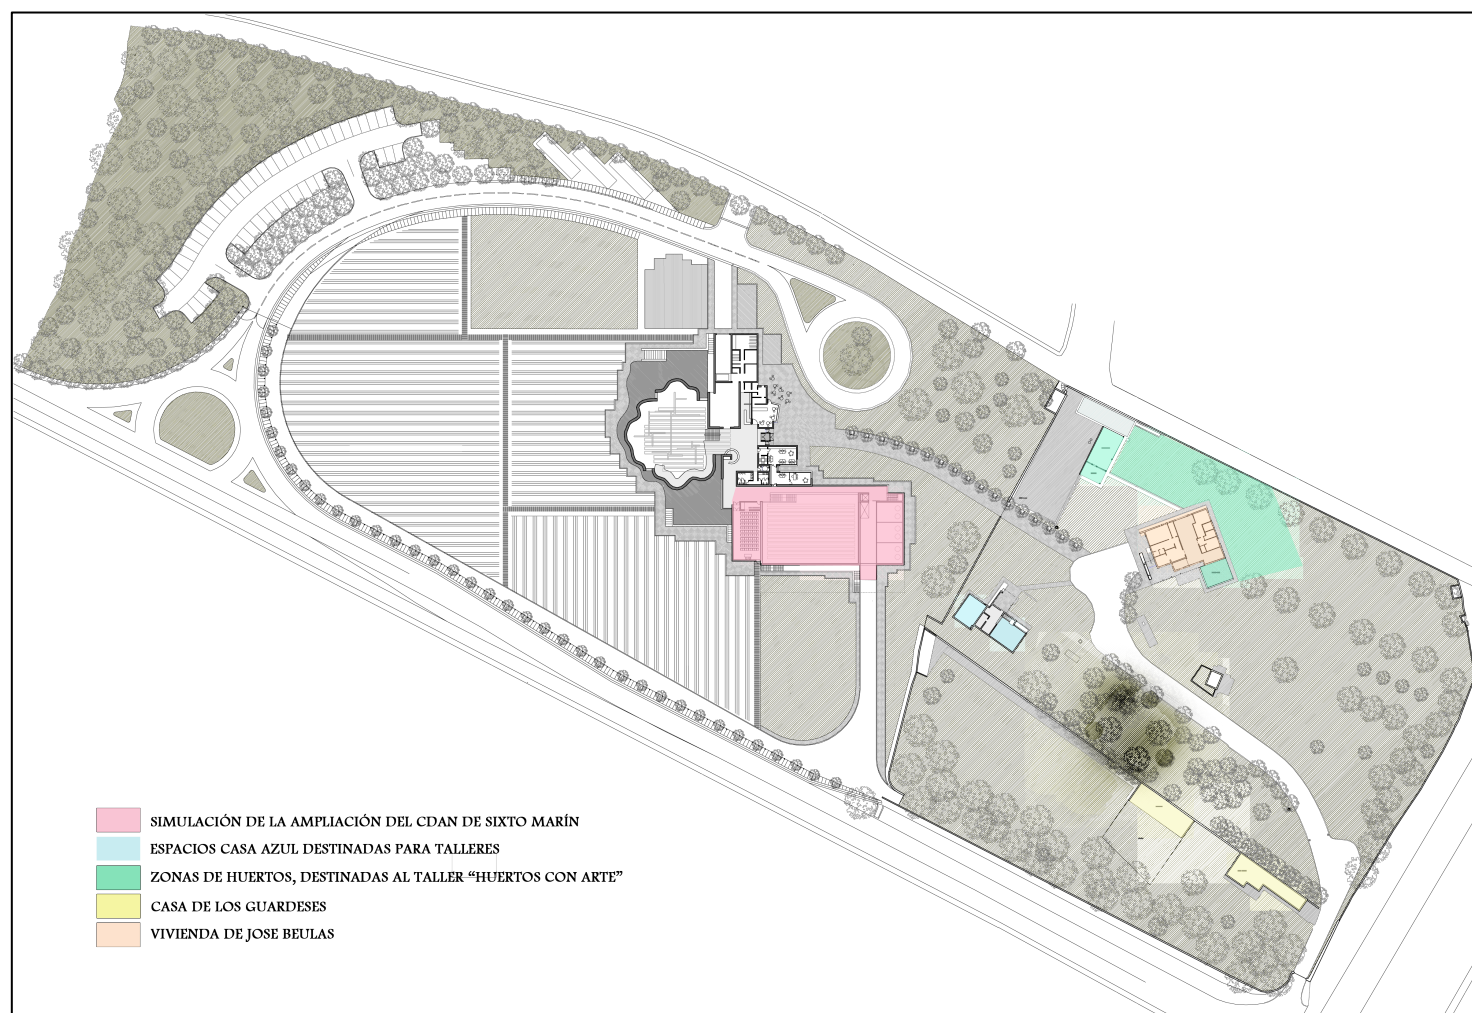 SIMULACIÓN DE LA AMPLIACIÓN DEL CDAN DE SIXTO MARÍN
ESPACIOS CASA AZUL DESTINADAS PARA TALLERES
ZONAS DE HUERTOS, DESTINADAS AL TALLER “HUERTOS CON ARTE”
CASA DE LOS GUARDESES
VIVIENDA DE JOSE BEULAS